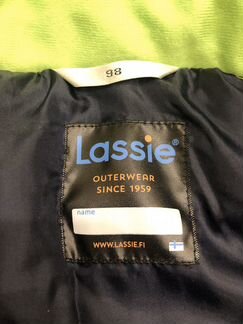 98
Lassie®
OUTERWEAR
SINCE 1959
name
WWW.LASSIE.FI